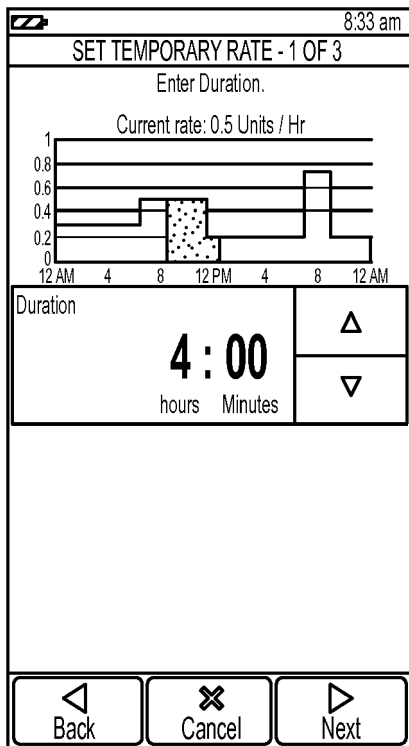 8:33 am
SET TEMPORARY RATE - 1 OF 3
Enter Duration.
Current rate: 0.5 Units / Hr
1
0.8
0.6
0.4
0.2
0
12 AM 4 8 12 PM 4 8 12 AM
Duration
4 : 00
hours Minutes
Back Cancel Next